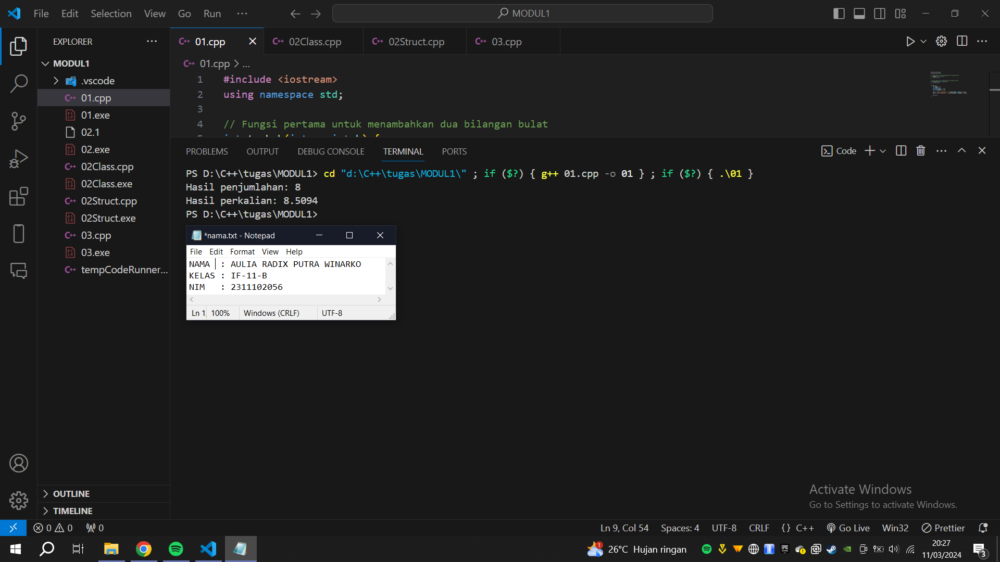 File Edit Selection View Go Run ···
MODUL1
EXPLORER
MODUL1
.vscode
01.cpp
01.exe
02.1
02.exe
02Class.cpp
02Class.exe
02Struct.cpp
02Struct.exe
03.cpp
03.exe
tempCodeRunner...
OUTLINE
TIMELINE
C++ 01.cpp
C++ 02Class.cpp
C++ 02Struct.cpp
C++ 03.cpp
C++ 01.cpp > ...
1 #include <iostream>
2 using namespace std;
3
4 // Fungsi pertama untuk menambahkan dua bilangan bulat
PROBLEMS OUTPUT DEBUG CONSOLE TERMINAL PORTS
Code
PS D:\C++\tugas\MODUL1> cd "d:\C++\tugas\MODUL1\" ; if ($?) { g++ 01.cpp -o 01 } ; if ($?) { .\01 }
Hasil penjumlahan: 8
Hasil perkalian: 8.5094
PS D:\C++\tugas\MODUL1>
*nama.txt - Notepad
File Edit Format View Help
NAMA : AULIA RADIX PUTRA WINARKO
KELAS : IF-11-B
NIM : 2311102056
Ln 1, 100% Windows (CRLF) UTF-8
Activate Windows
Go to Settings to activate Windows.
0 0 0
Ln 9, Col 54 Spaces: 4 UTF-8 CRLF {} C++ Go Live Win32 Prettier
1 26°C Hujan ringan
EPIC
20:27
11/03/2024
3